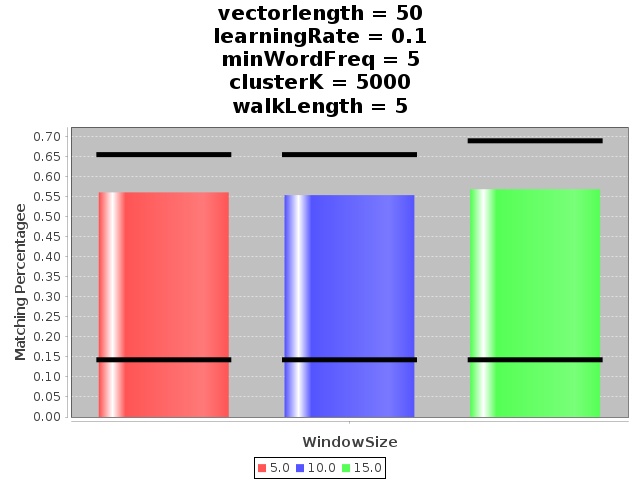 vectorlength = 50
learningRate = 0.1
minWordFreq = 5
clusterK = 5000
walkLength = 5
Matching Percentagee
0.70
0.65
0.60
0.55
0.50
0.45
0.40
0.35
0.30
0.25
0.20
0.15
0.10
0.05
0.00
WindowSize
5.0 10.0 15.0